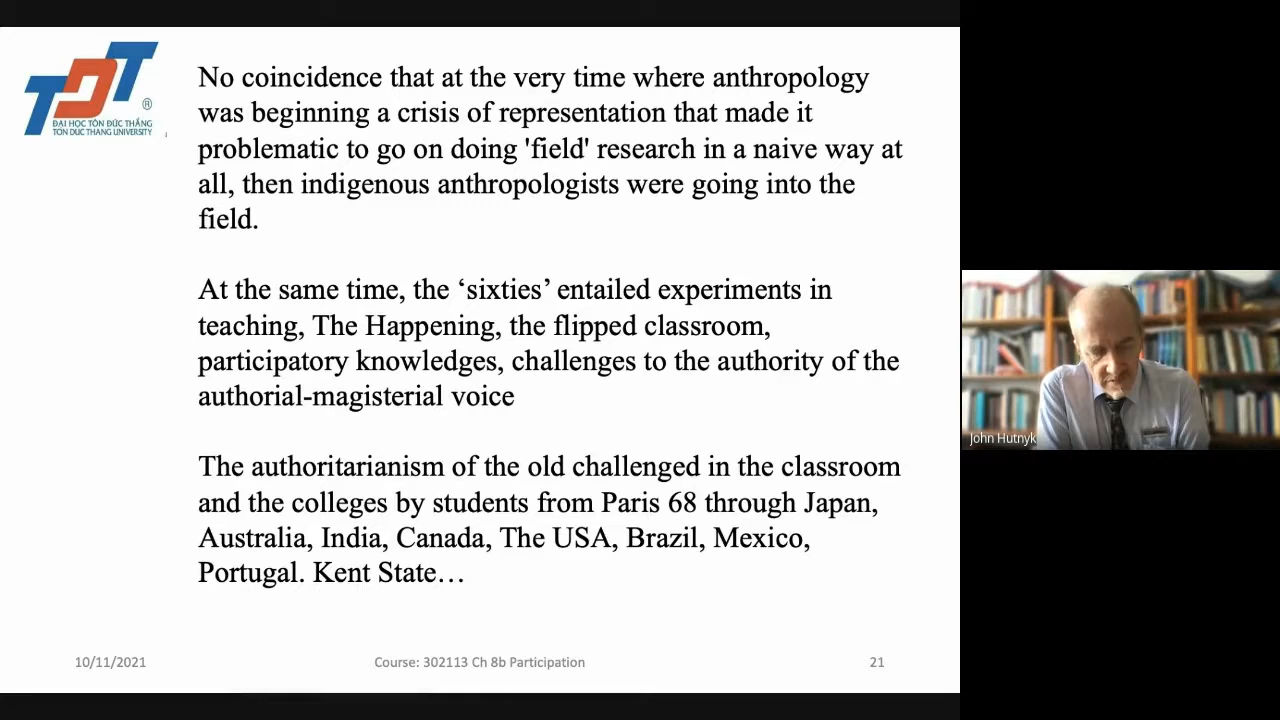 TDT
®
ĐẠI HỌC TÔN ĐỨC THẮNG
TON DUC THANG UNIVERSITY
No coincidence that at the very time where anthropology
was beginning a crisis of representation that made it
problematic to go on doing 'field' research in a naive way at
all, then indigenous anthropologists were going into the
field.
At the same time, the ‘sixties’ entailed experiments in
teaching, The Happening, the flipped classroom,
participatory knowledges, challenges to the authority of the
authorial-magisterial voice
The authoritarianism of the old challenged in the classroom
and the colleges by students from Paris 68 through Japan,
Australia, India, Canada, The USA, Brazil, Mexico,
Portugal. Kent State…
10/11/2021
Course: 302113 Ch 8b Participation
21
John Hutnyk